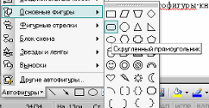 Основные фигуры
Фигурные стрелки
Блок-схема
Скругленный прямоугольник
Звезды и ленты
Выноски
Другие автофигуры...
Автофигуры